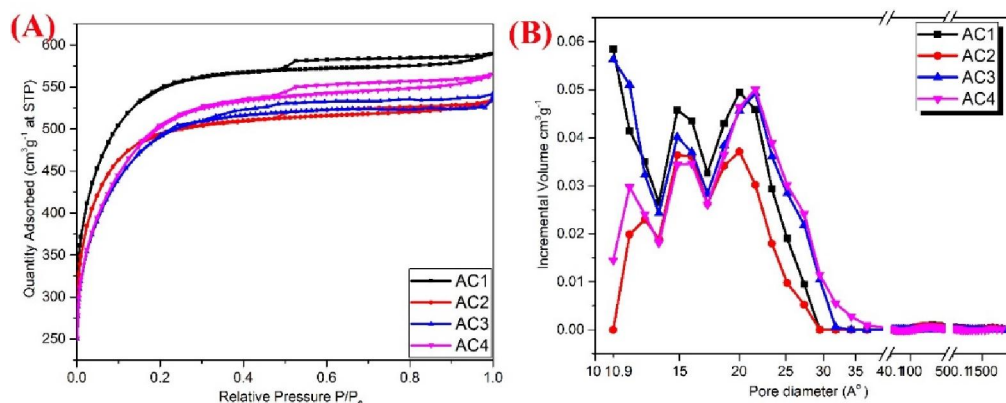 (A)
600
550
500
450
400
350
300
250
Quantity Adsorbed (cm³g⁻¹ at STP)
0.0 0.2 0.4 0.6 0.8 1.0
Relative Pressure P/Pₒ
AC1
AC2
AC3
AC4
(B)
0.06
0.05
0.04
0.03
0.02
0.01
0.00
Incremental Volume cm³g⁻¹
10 10.9 15 20 25 30 35 40.1 100 500.1 1500
Pore diameter (Aᵒ)
AC1
AC2
AC3
AC4